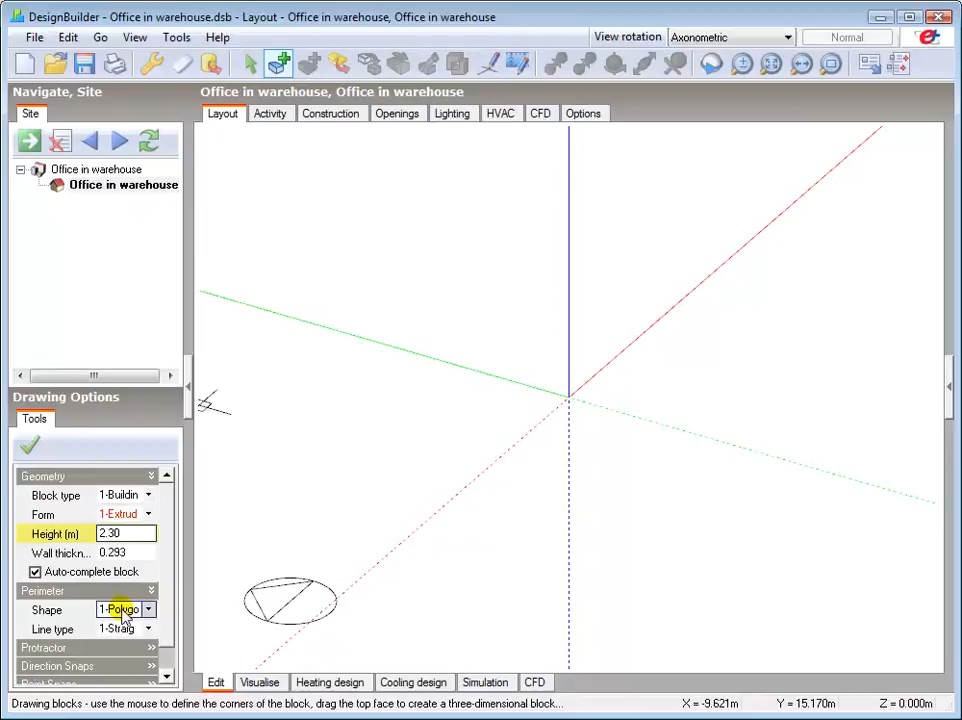 DesignBuilder - Office in warehouse.dsb - Layout - Office in warehouse, Office in warehouse
File Edit Go View Tools Help
View rotation Axonometric Normal
Navigate, Site
Office in warehouse, Office in warehouse
Site
Layout Activity Construction Openings Lighting HVAC CFD Options
Office in warehouse
Office in warehouse
Drawing Options
Tools
Geometry
Block type 1-Buildin
Form 1-Extrud
Height (m) 2.30
Wall thickn... 0.293
Auto-complete block
Perimeter
Shape 1-Polygo
Line type 1-Straig
Protractor
Direction Snaps
Point Snaps
Edit Visualise Heating design Cooling design Simulation CFD
Drawing blocks - use the mouse to define the corners of the block, drag the top face to create a three-dimensional block... X = -9.621m Y = 15.170m Z = 0.000m